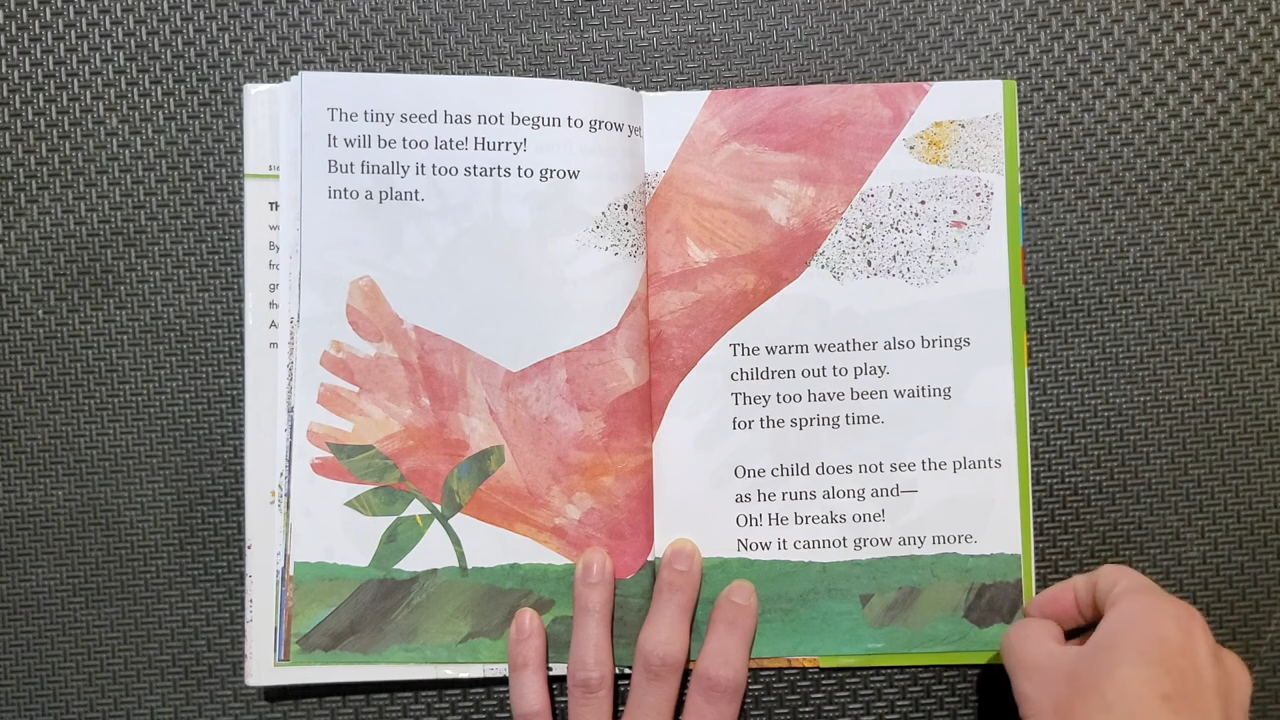 The tiny seed has not begun to grow yet.
It will be too late! Hurry!
But finally it too starts to grow
into a plant.
The warm weather also brings
children out to play.
They too have been waiting
for the spring time.
One child does not see the plants
as he runs along and—
Oh! He breaks one!
Now it cannot grow any more.